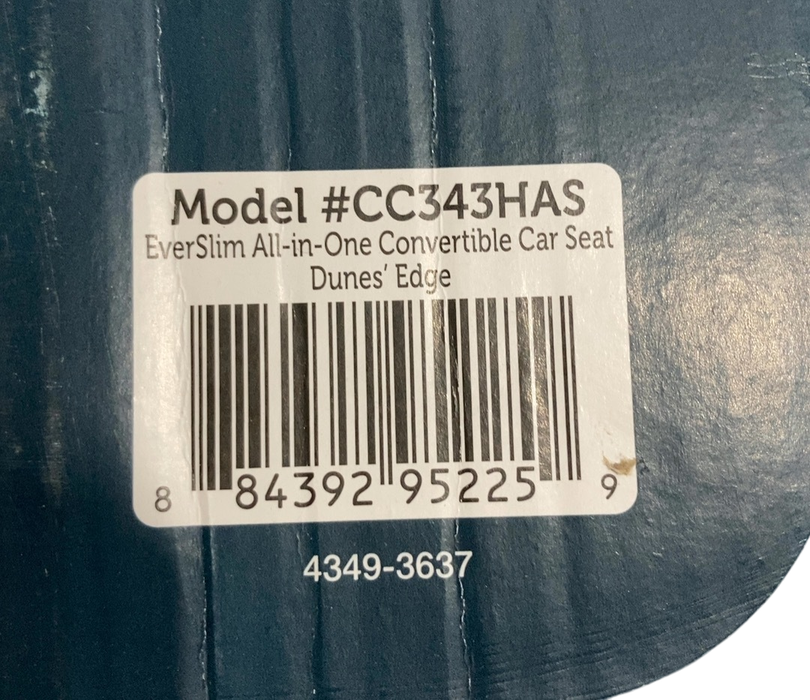 Model #CC343HAS
EverSlim All-in-One Convertible Car Seat
Dunes' Edge
8 84392 95225 9
4349-3637